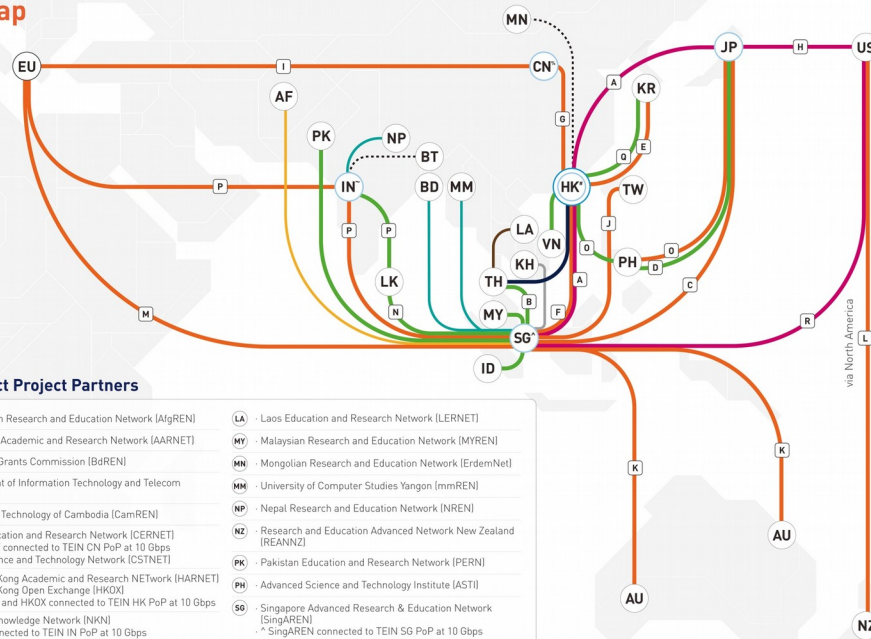 ap
MN
EU
I
CN
JP
H
US
A
AF
KR
G
PK
NP
Q
E
BT
P
IN
BD
MM
HK
TW
P
P
J
LA
VN
O
O
KH
PH
D
LK
TH
A
C
B
N
MY
F
M
SG^
R
L
via North America
ID
ct Project Partners
n Research and Education Network (AfgREN)
Academic and Research Network (AARNET)
Grants Commission (BdREN)
nt of Information Technology and Telecom
Technology of Cambodia (CamREN)
cation and Research Network (CERNET)
connected to TEIN CN PoP at 10 Gbps
nce and Technology Network (CSTNET)
Kong Academic and Research NETwork (HARNET)
Kong Open Exchange (HKOX)
and HKOX connected to TEIN HK PoP at 10 Gbps
nowledge Network (NKN)
nected to TEIN IN PoP at 10 Gbps
LA · Laos Education and Research Network (LERNET)
MY · Malaysian Research and Education Network (MYREN)
MN · Mongolian Research and Education Network (ErdemNet)
MM · University of Computer Studies Yangon (mmREN)
NP · Nepal Research and Education Network (NREN)
NZ · Research and Education Advanced Network New Zealand
(REANNZ)
PK · Pakistan Education and Research Network (PERN)
PH · Advanced Science and Technology Institute (ASTI)
SG · Singapore Advanced Research & Education Network
(SingAREN)
· ^ SingAREN connected to TEIN SG PoP at 10 Gbps
K
K
AU
AU
NZ